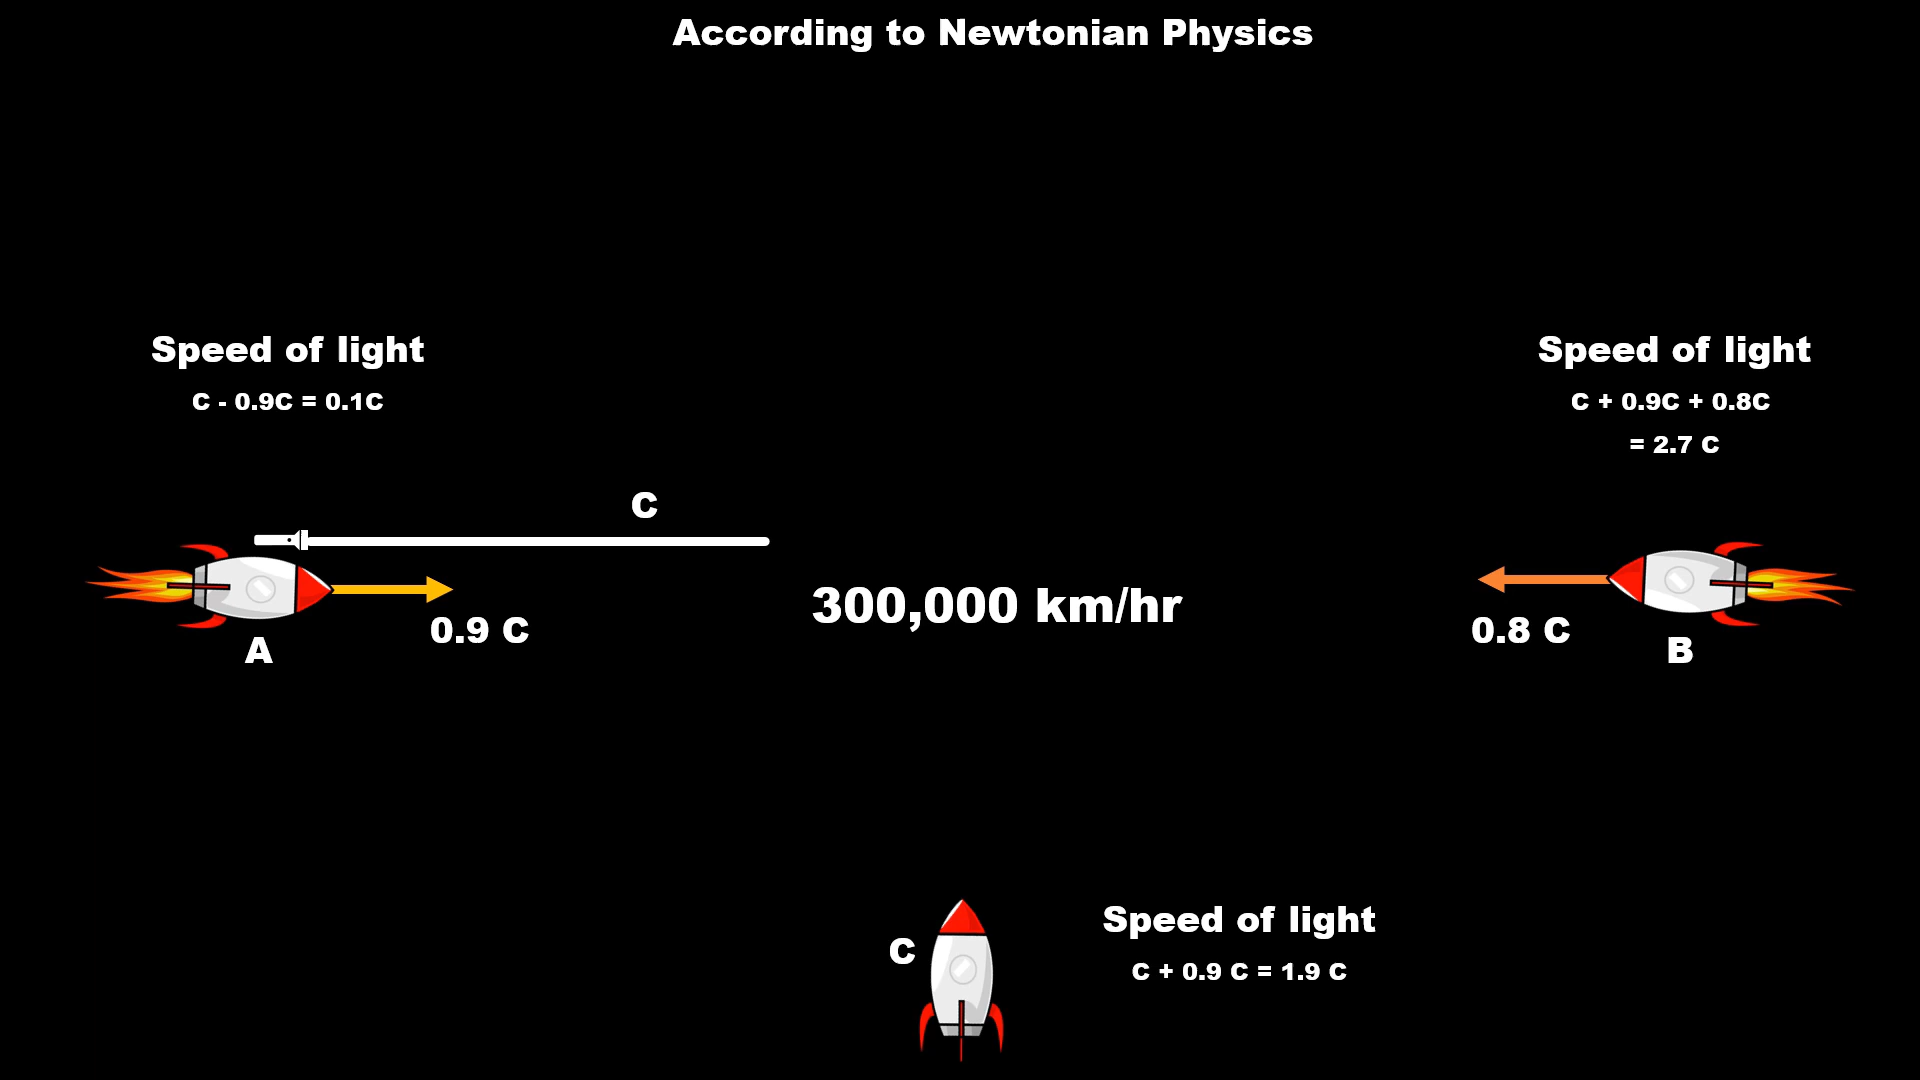 According to Newtonian Physics
Speed of light
C - 0.9C = 0.1C
Speed of light
C + 0.9C + 0.8C
= 2.7 C
C
300,000 km/hr
0.9 C
A
0.8 C
B
C
Speed of light
C + 0.9 C = 1.9 C